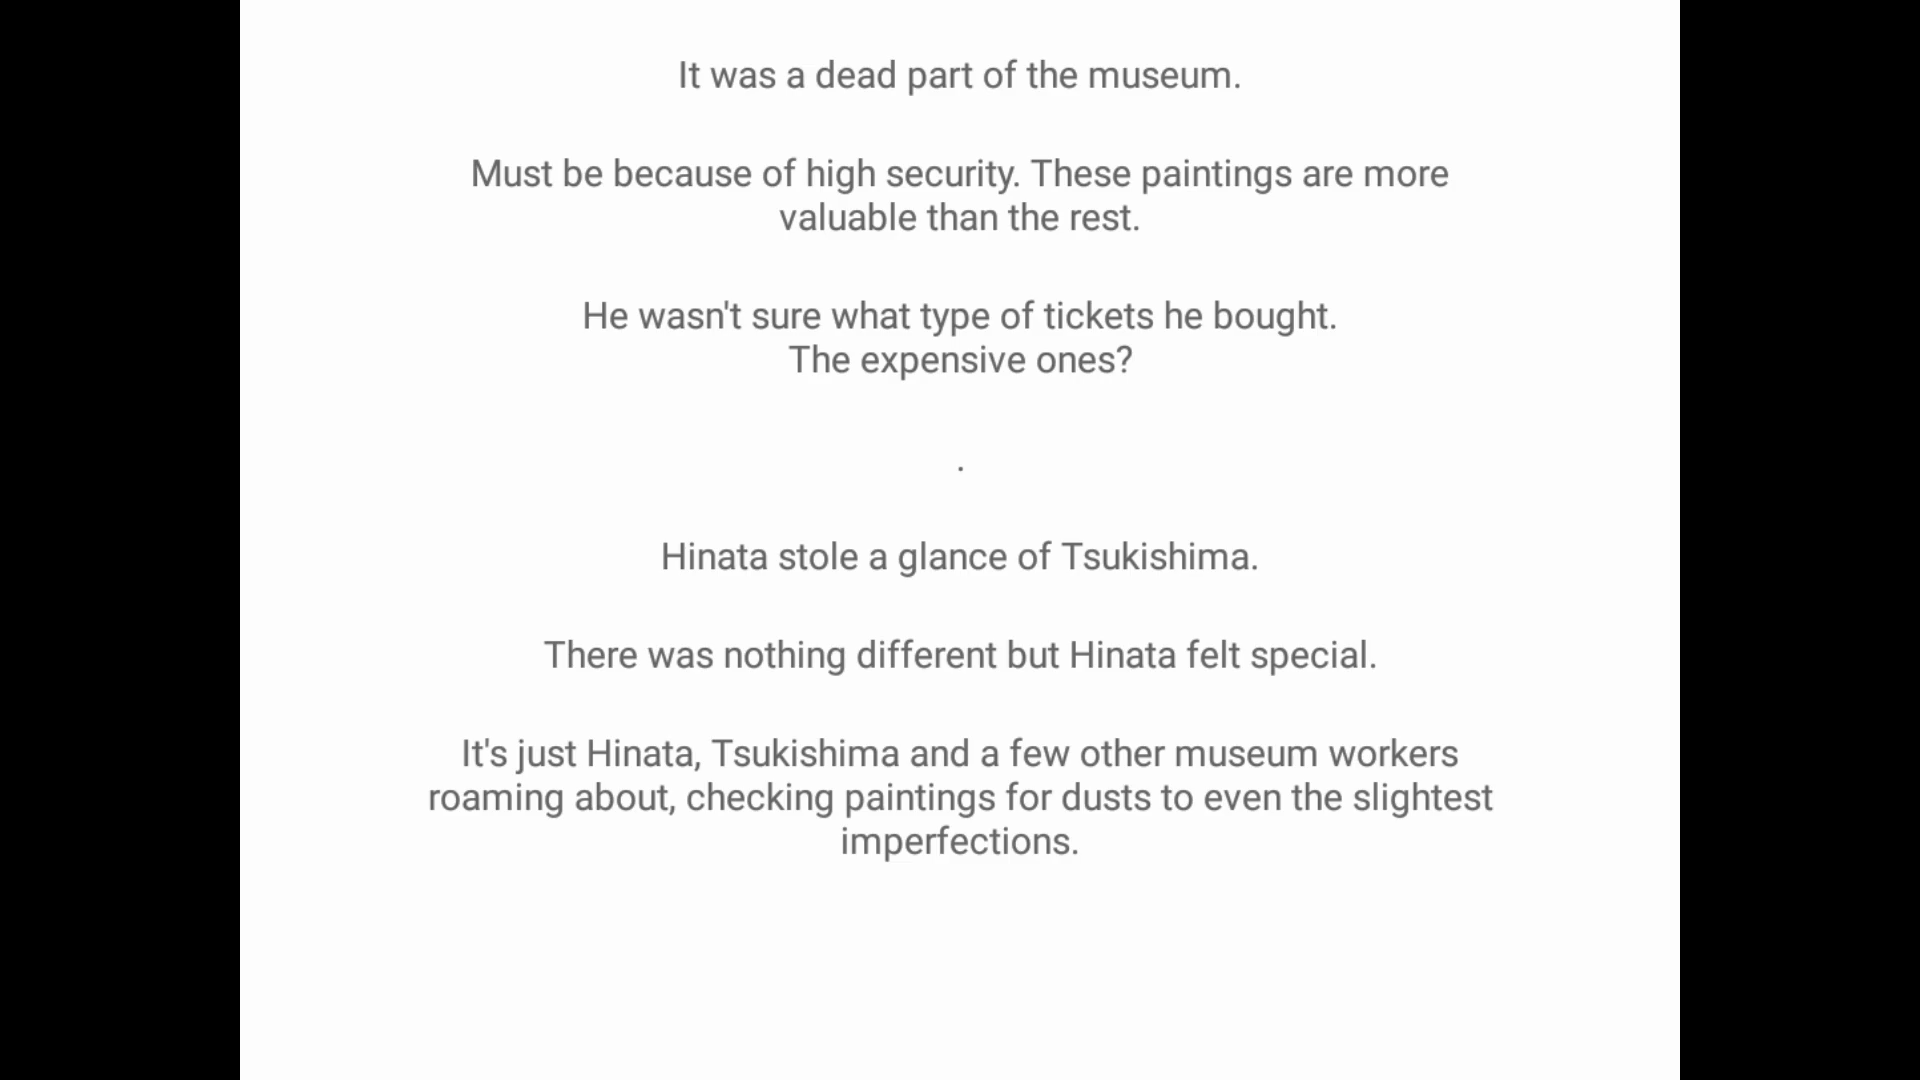 It was a dead part of the museum.
Must be because of high security. These paintings are more
valuable than the rest.
He wasn't sure what type of tickets he bought.
The expensive ones?
.
Hinata stole a glance of Tsukishima.
There was nothing different but Hinata felt special.
It's just Hinata, Tsukishima and a few other museum workers
roaming about, checking paintings for dusts to even the slightest
imperfections.